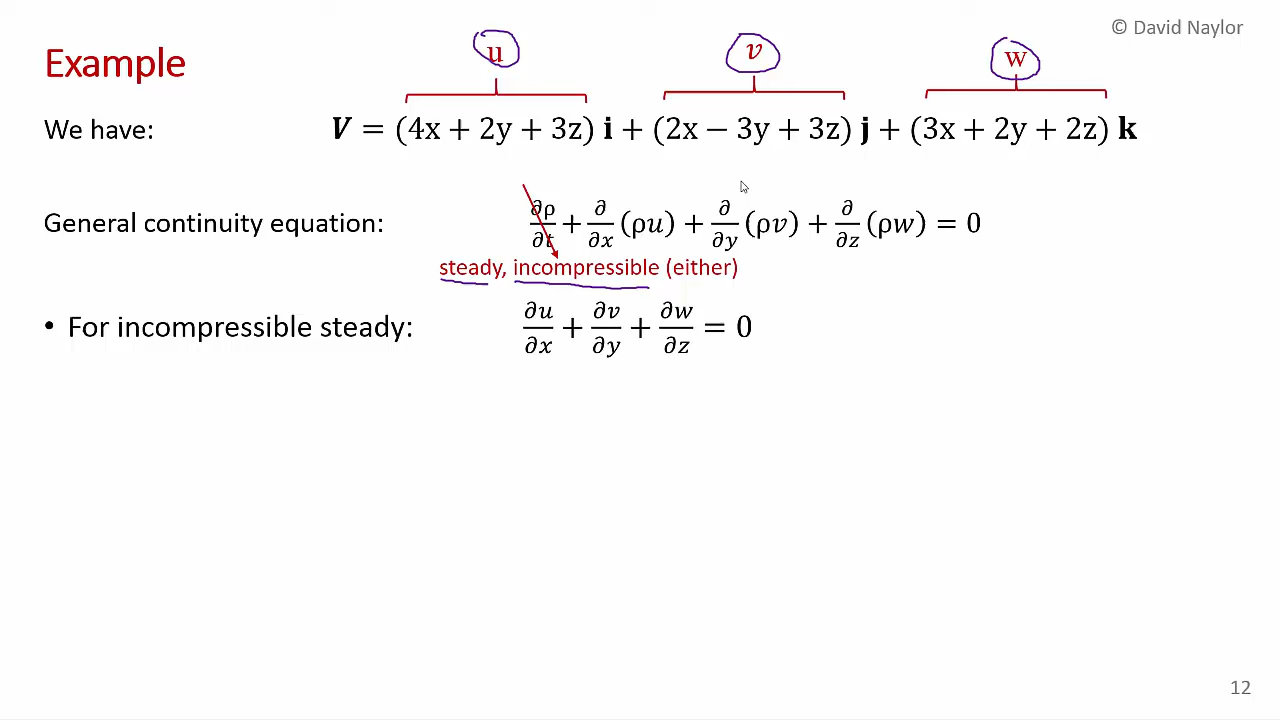 © David Naylor
Example
u v w
We have: V = (4x + 2y + 3z) i + (2x − 3y + 3z) j + (3x + 2y + 2z) k
General continuity equation: ∂ρ/∂t + ∂/∂x (ρu) + ∂/∂y (ρv) + ∂/∂z (ρw) = 0
steady, incompressible (either)
• For incompressible steady: ∂u/∂x + ∂v/∂y + ∂w/∂z = 0
12